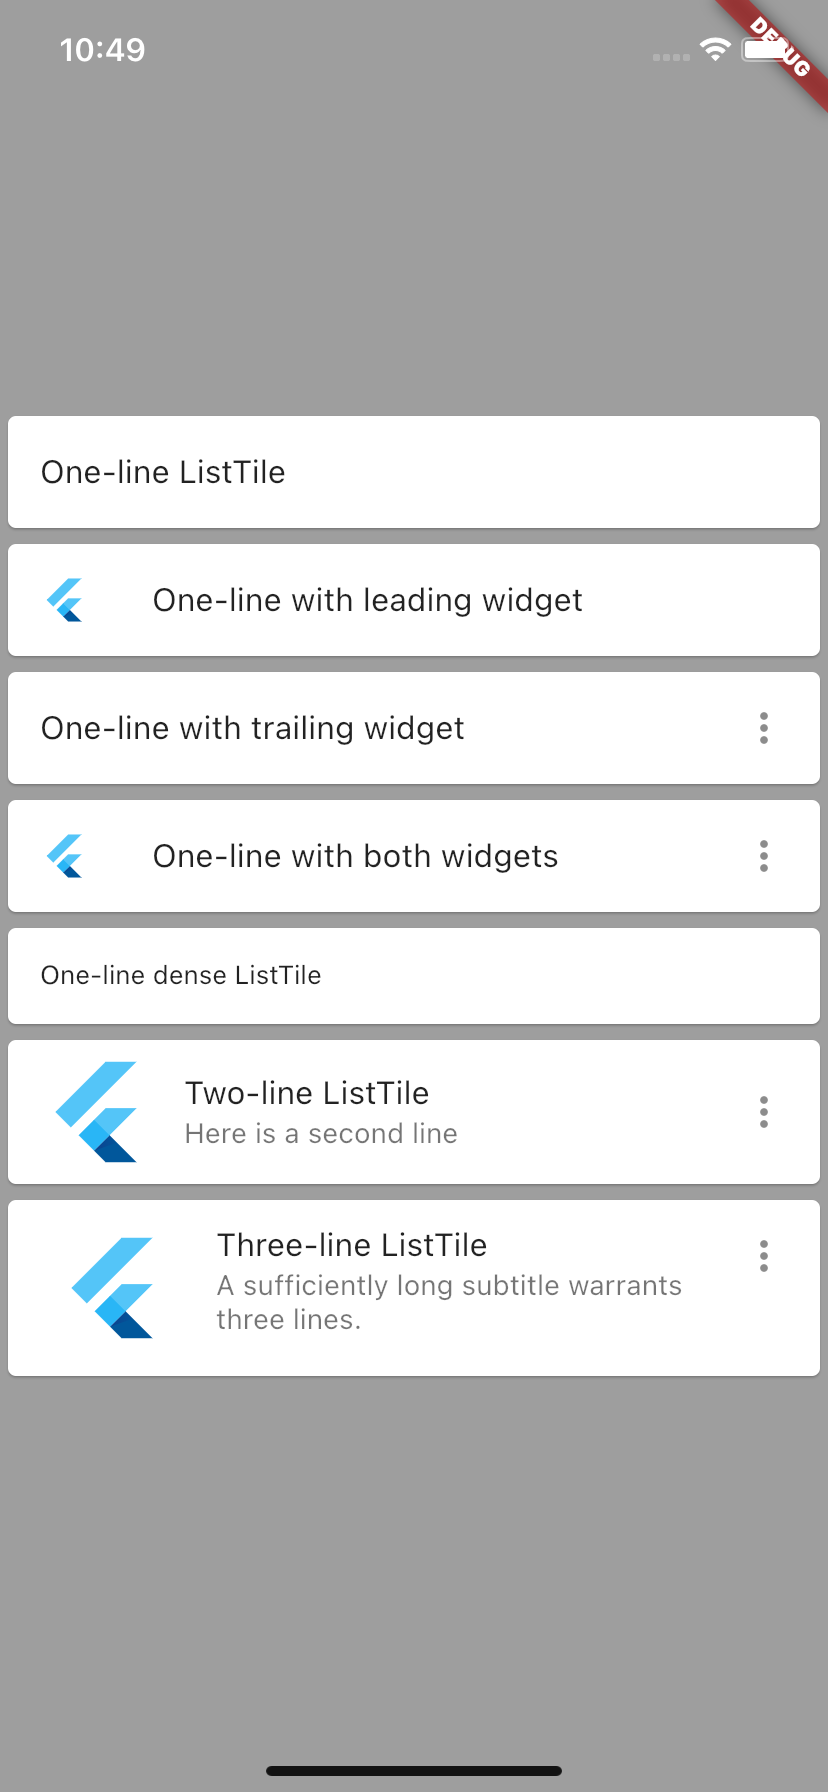 10:49
DEBUG
One-line ListTile
One-line with leading widget
One-line with trailing widget
One-line with both widgets
One-line dense ListTile
Two-line ListTile
Here is a second line
Three-line ListTile
A sufficiently long subtitle warrants
three lines.